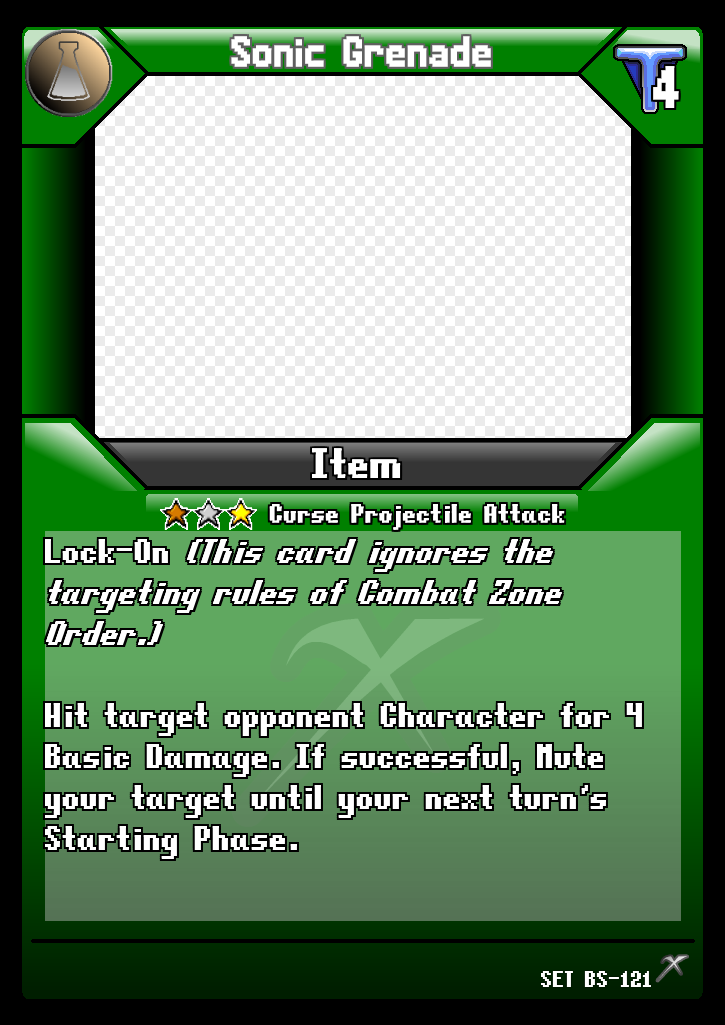 Sonic Grenade
T4
Item
Curse Projectile Attack
Lock-On (This card ignores the
targeting rules of Combat Zone
Order.)
Hit target opponent Character for 4
Basic Damage. If successful, Mute
your target until your next turn's
Starting Phase.
SET BS-121